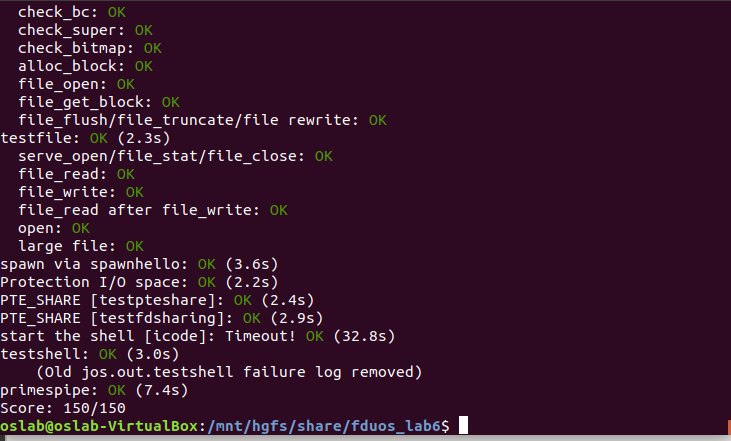 check_bc: OK
check_super: OK
check_bitmap: OK
alloc_block: OK
file_open: OK
file_get_block: OK
file_flush/file_truncate/file rewrite: OK
testfile: OK (2.3s)
serve_open/file_stat/file_close: OK
file_read: OK
file_write: OK
file_read after file_write: OK
open: OK
large file: OK
spawn via spawnhello: OK (3.6s)
Protection I/O space: OK (2.2s)
PTE_SHARE [testpteshare]: OK (2.4s)
PTE_SHARE [testfdsharing]: OK (2.9s)
start the shell [icode]: Timeout! OK (32.8s)
testshell: OK (3.0s)
(Old jos.out.testshell failure log removed)
primespipe: OK (7.4s)
Score: 150/150
oslab@oslab-VirtualBox:/mnt/hgfs/share/fduos_lab6$